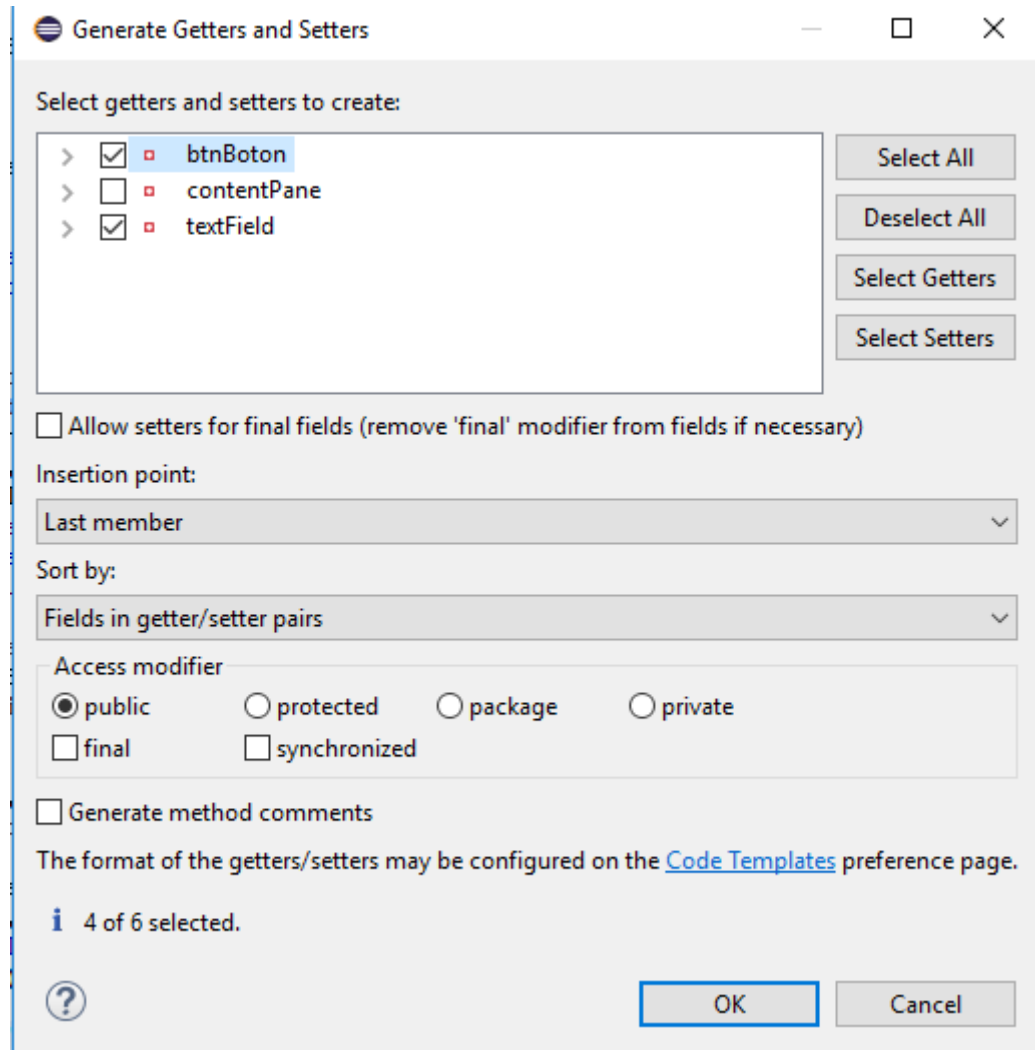 Generate Getters and Setters
Select getters and setters to create:
btnBoton
contentPane
textField
Select All
Deselect All
Select Getters
Select Setters
Allow setters for final fields (remove 'final' modifier from fields if necessary)
Insertion point:
Last member
Sort by:
Fields in getter/setter pairs
Access modifier
public protected package private
final synchronized
Generate method comments
The format of the getters/setters may be configured on the Code Templates preference page.
4 of 6 selected.
OK Cancel